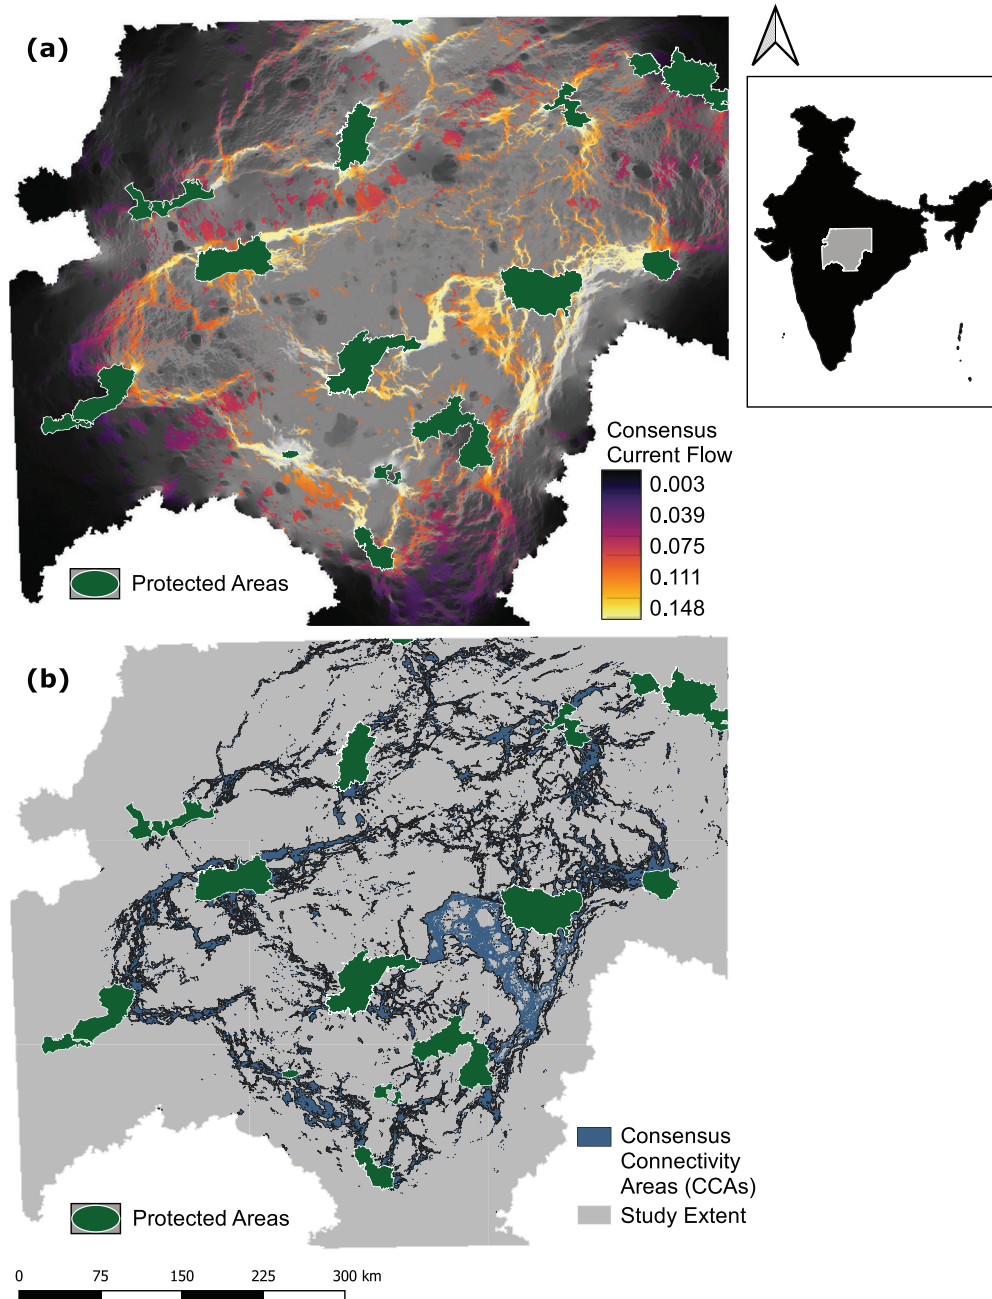 (a)
Consensus
Current Flow
0.003
0.039
0.075
0.111
0.148
Protected Areas
(b)
Consensus
Connectivity
Areas (CCAs)
Study Extent
Protected Areas
0 75 150 225 300 km